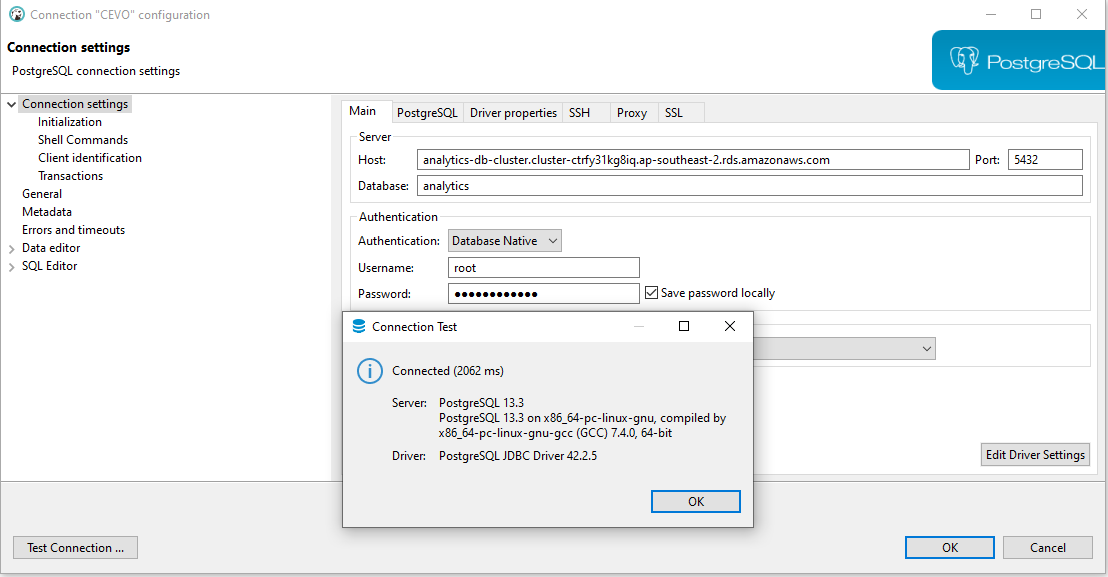 Connection "CEVO" configuration
Connection settings
PostgreSQL connection settings
PostgreSQL
Connection settings
Initialization
Shell Commands
Client identification
Transactions
General
Metadata
Errors and timeouts
Data editor
SQL Editor
Main PostgreSQL Driver properties SSH Proxy SSL
Server
Host: analytics-db-cluster.cluster-ctrfy31kg8iq.ap-southeast-2.rds.amazonaws.com Port: 5432
Database: analytics
Authentication
Authentication: Database Native
Username: root
Password: ●●●●●●●●●●●● Save password locally
Connection Test
Connected (2062 ms)
Server: PostgreSQL 13.3
PostgreSQL 13.3 on x86_64-pc-linux-gnu, compiled by
x86_64-pc-linux-gnu-gcc (GCC) 7.4.0, 64-bit
Driver: PostgreSQL JDBC Driver 42.2.5
OK
Edit Driver Settings
Test Connection ... OK Cancel